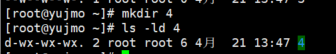 [root@yujmo ~]# mkdir 4
[root@yujmo ~]# ls -ld 4
d-wx-wx-wx. 2 root root 6 4月  21 13:47 4